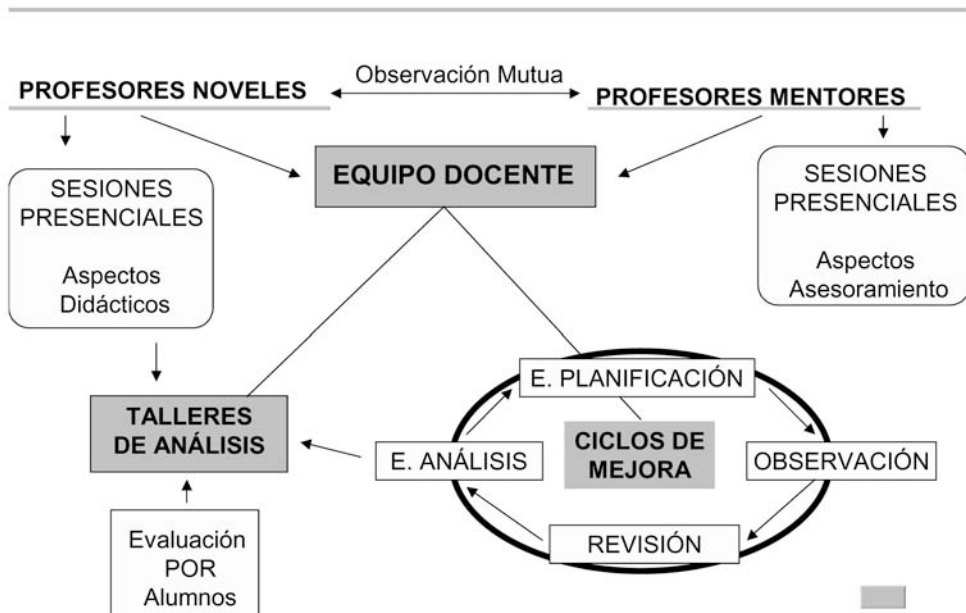 Observación Mutua
PROFESORES NOVELES
PROFESORES MENTORES
EQUIPO DOCENTE
SESIONES
PRESENCIALES
Aspectos
Didácticos
SESIONES
PRESENCIALES
Aspectos
Asesoramiento
E. PLANIFICACIÓN
TALLERES
DE ANÁLISIS
E. ANÁLISIS
CICLOS DE
MEJORA
OBSERVACIÓN
REVISIÓN
Evaluación
POR
Alumnos